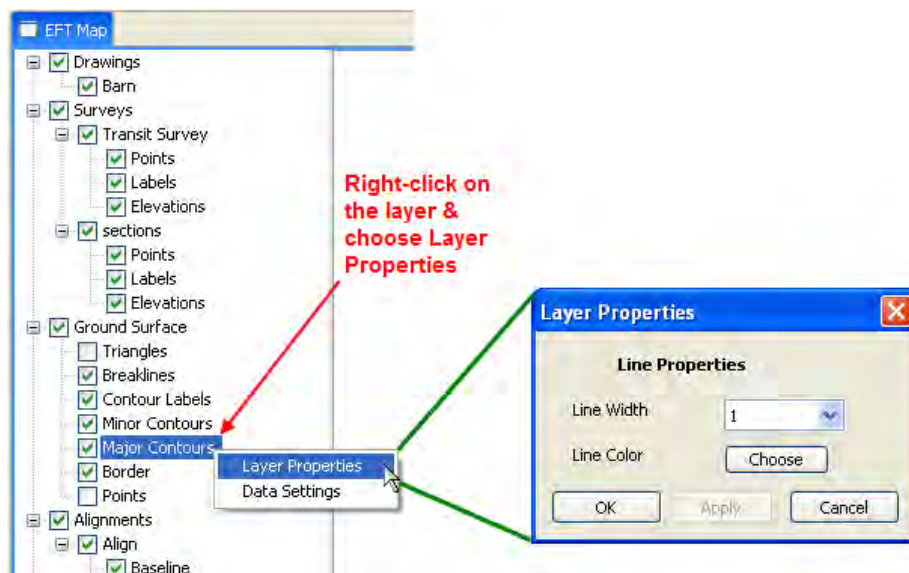 EFT Map
Drawings
Barn
Surveys
Transit Survey
Points
Labels
Elevations
sections
Points
Labels
Elevations
Ground Surface
Triangles
Breaklines
Contour Labels
Minor Contours
Major Contours
Border
Points
Alignments
Align
Baseline
Right-click on
the layer &
choose Layer
Properties
Layer Properties
Data Settings
Layer Properties
Line Properties
Line Width 1
Line Color Choose
OK Apply Cancel